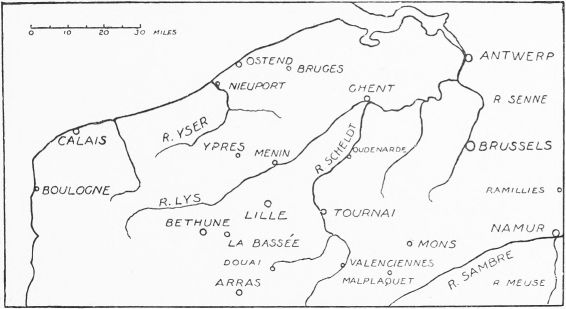 0 10 20 30 MILES
ANTWERP
OSTEND
BRUGES
NIEUPORT
GHENT
R. SENNE
CALAIS
R. YSER
YPRES
MENIN
R. SCHELDT
OUDENARDE
BRUSSELS
BOULOGNE
R. LYS
LILLE
TOURNAI
RAMILLIES
BETHUNE
LA BASSÉE
MONS
NAMUR
DOUAI
VALENCIENNES
MALPLAQUET
R. SAMBRE
R. MEUSE
ARRAS